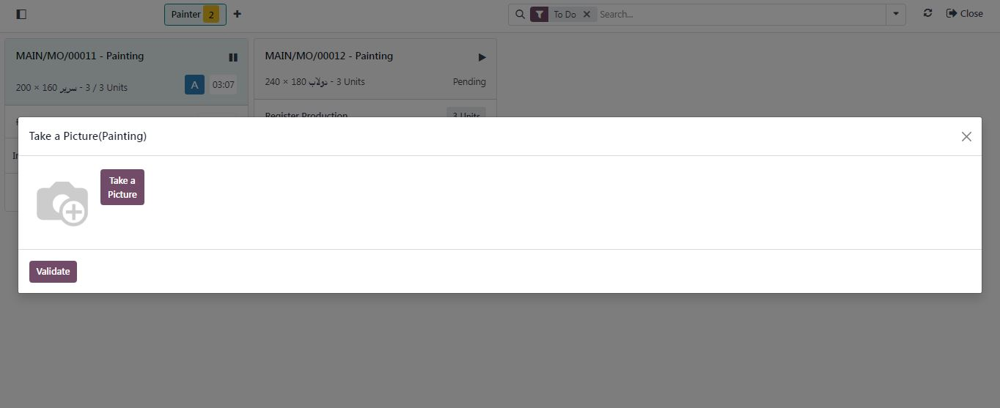 Painter 2 +
To Do × Search...
Close
MAIN/MO/00011 - Painting
200 × 160 سرير - 3 / 3 Units
A 03:07
MAIN/MO/00012 - Painting
240 × 180 دولاب - 3 Units
Pending
Register Production
3 Units
Take a Picture(Painting)
Take a
Picture
Validate